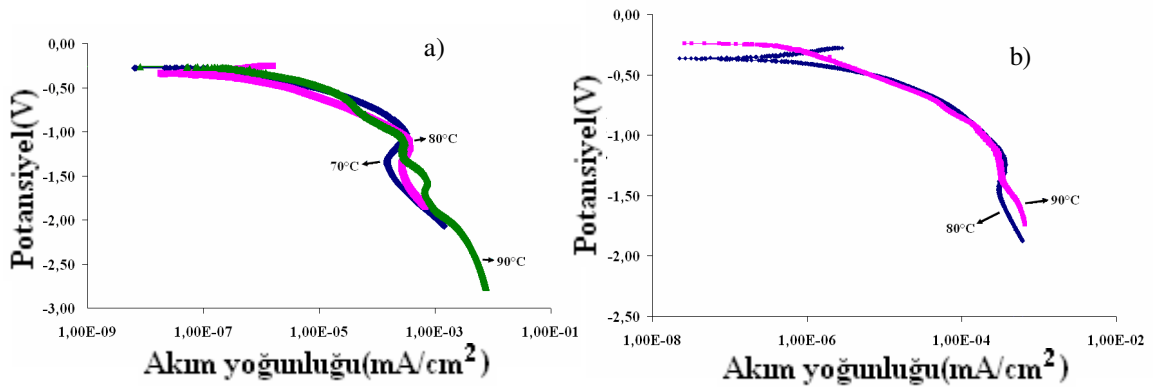 a)
0,00
-0,50
-1,00
-1,50
-2,00
-2,50
-3,00
Potansiyel(V)
80°C
70°C
90°C
1,00E-09 1,00E-07 1,00E-05 1,00E-03 1,00E-01
Akım yoğunluğu(mA/cm²)
b)
0,00
-0,50
-1,00
-1,50
-2,00
-2,50
Potansiyel(V)
90°C
80°C
1,00E-08 1,00E-06 1,00E-04 1,00E-02
Akım yoğunluğu(mA/cm²)